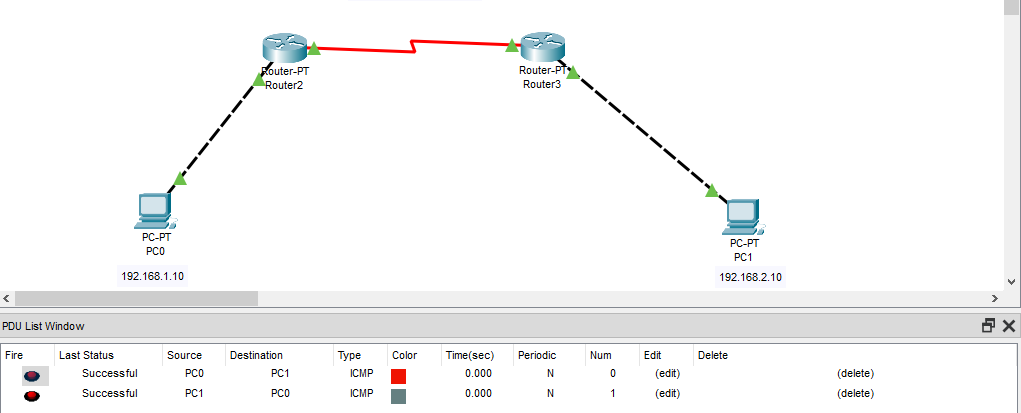 Router-PT
Router2
Router-PT
Router3
PC-PT
PC0
192.168.1.10
PC-PT
PC1
192.168.2.10
PDU List Window
Fire Last Status Source Destination Type Color Time(sec) Periodic Num Edit Delete
Successful PC0 PC1 ICMP 0.000 N 0 (edit) (delete)
Successful PC1 PC0 ICMP 0.000 N 1 (edit) (delete)